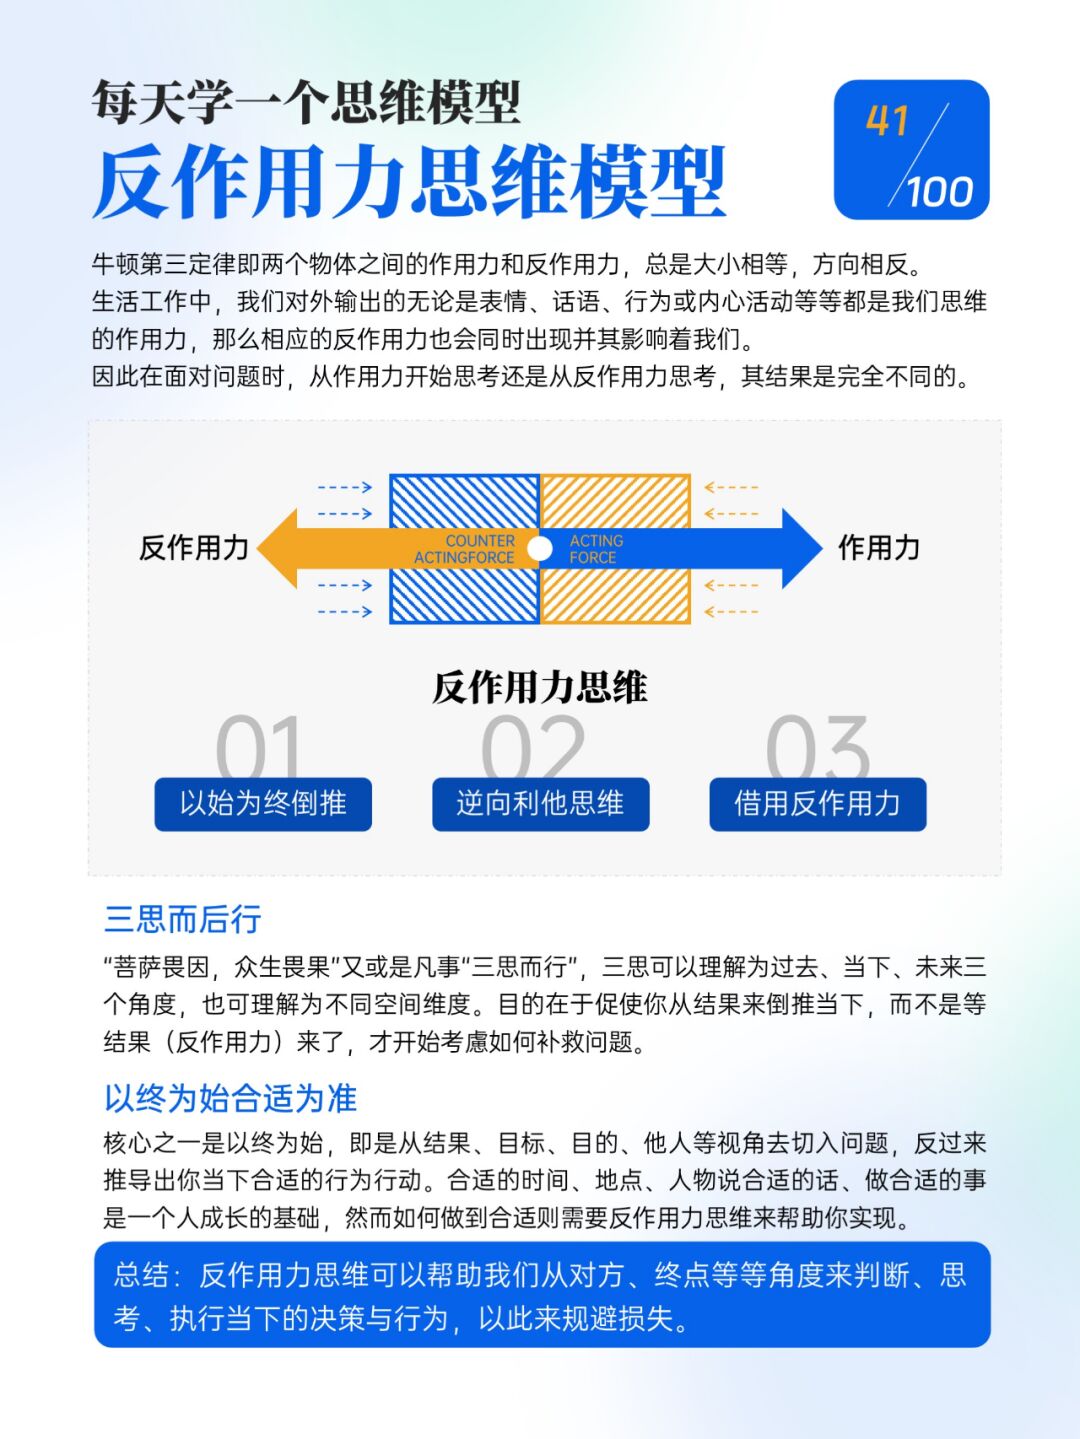 每天学一个思维模型
反作用力思维模型
41
100
牛顿第三定律即两个物体之间的作用力和反作用力，总是大小相等，方向相反。
生活工作中，我们对外输出的无论是表情、话语、行为或内心活动等等都是我们思维
的作用力，那么相应的反作用力也会同时出现并其影响着我们。
因此在面对问题时，从作用力开始思考还是从反作用力思考，其结果是完全不同的。
反作用力
COUNTER
ACTINGFORCE
ACTING
FORCE
作用力
反作用力思维
01
以始为终倒推
02
逆向利他思维
03
借用反作用力
三思而后行
“菩萨畏因，众生畏果”又或是凡事“三思而行”，三思可以理解为过去、当下、未来三
个角度，也可理解为不同空间维度。目的在于促使你从结果来倒推当下，而不是等
结果（反作用力）来了，才开始考虑如何补救问题。
以终为始合适为准
核心之一是以终为始，即是从结果、目标、目的、他人等视角去切入问题，反过来
推导出你当下合适的行为行动。合适的时间、地点、人物说合适的话、做合适的事
是一个人成长的基础，然而如何做到合适则需要反作用力思维来帮助你实现。
总结：反作用力思维可以帮助我们从对方、终点等等角度来判断、思
考、执行当下的决策与行为，以此来规避损失。